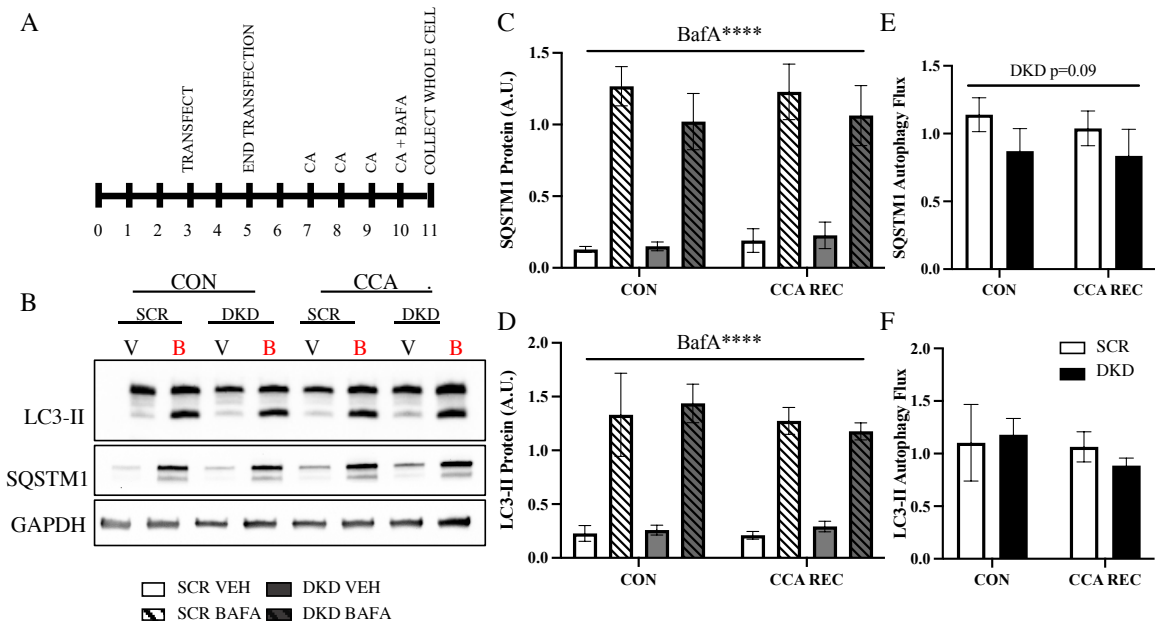 A
TRANSFECT
END TRANSFECTION
CA
CA
CA
CA + BAFA
COLLECT WHOLE CELL
0 1 2 3 4 5 6 7 8 9 10 11
B
CON CCA .
SCR DKD SCR DKD
V B V B V B V B
LC3-II
SQSTM1
GAPDH
SCR VEH DKD VEH
SCR BAFA DKD BAFA
C
BafA****
SQSTM1 Protein (A.U.)
1.5
1.0
0.5
0.0
CON CCA REC
D
BafA****
LC3-II Protein (A.U.)
2.0
1.5
1.0
0.5
0.0
CON CCA REC
E
DKD p=0.09
SQSTM1 Autophagy Flux
1.5
1.0
0.5
0.0
CON CCA REC
F
SCR
DKD
LC3-II Autophagy Flux
2.0
1.5
1.0
0.5
0.0
CON CCA REC